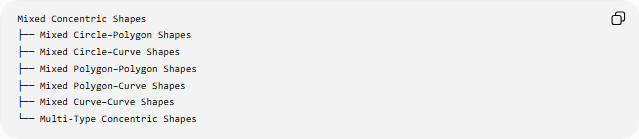 Mixed Concentric Shapes
├── Mixed Circle–Polygon Shapes
├── Mixed Circle–Curve Shapes
├── Mixed Polygon–Polygon Shapes
├── Mixed Polygon–Curve Shapes
├── Mixed Curve–Curve Shapes
└── Multi-Type Concentric Shapes